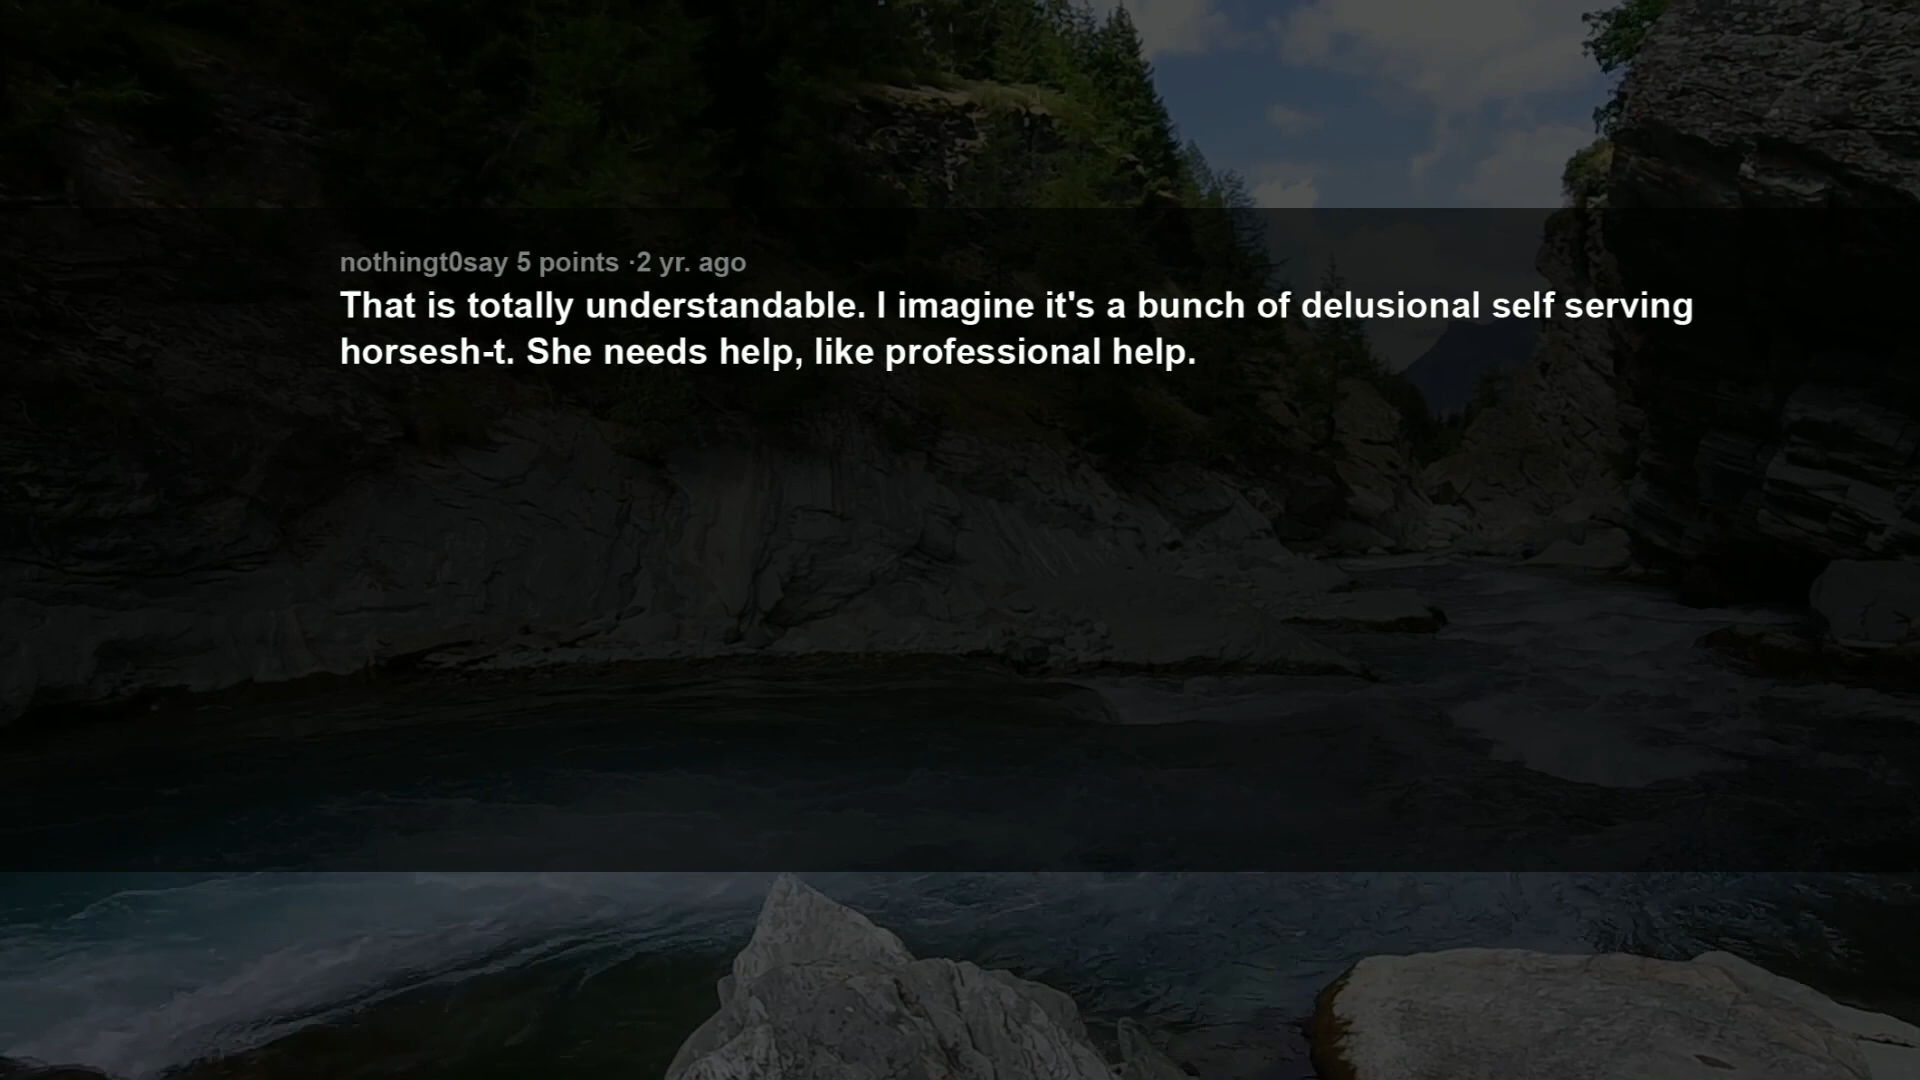 nothingt0say 5 points ·2 yr. ago
That is totally understandable. I imagine it's a bunch of delusional self serving
horsesh-t. She needs help, like professional help.